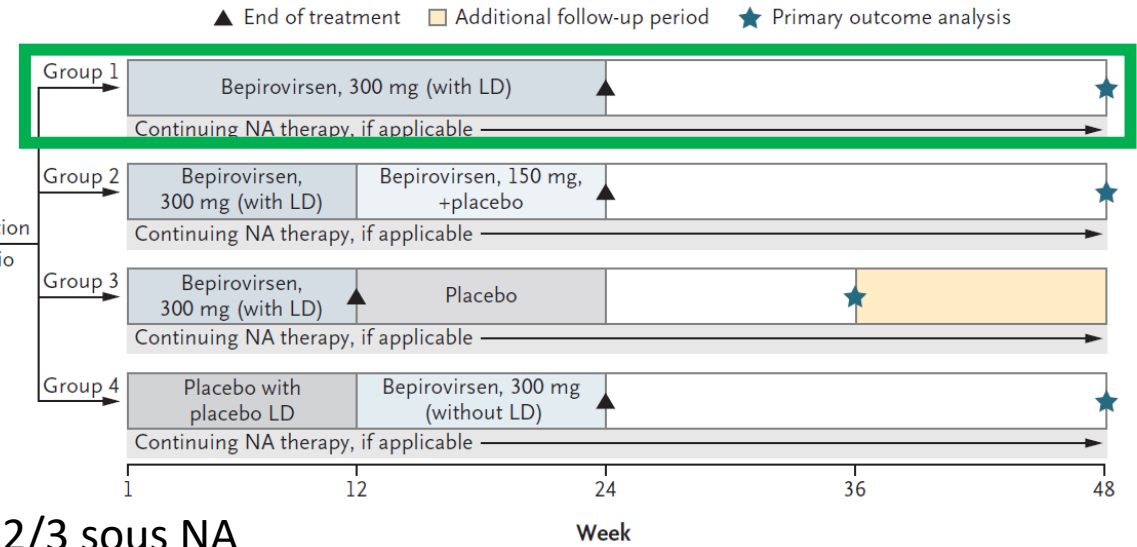 End of treatment Additional follow-up period Primary outcome analysis
Group 1
Bepirovirsen, 300 mg (with LD)
Continuing NA therapy, if applicable
Group 2
Bepirovirsen,
300 mg (with LD)
Bepirovirsen, 150 mg,
+placebo
Continuing NA therapy, if applicable
Group 3
Bepirovirsen,
300 mg (with LD)
Placebo
Continuing NA therapy, if applicable
Group 4
Placebo with
placebo LD
Bepirovirsen, 300 mg
(without LD)
Continuing NA therapy, if applicable
1 12 24 36 48
Week
2/3 sous NA